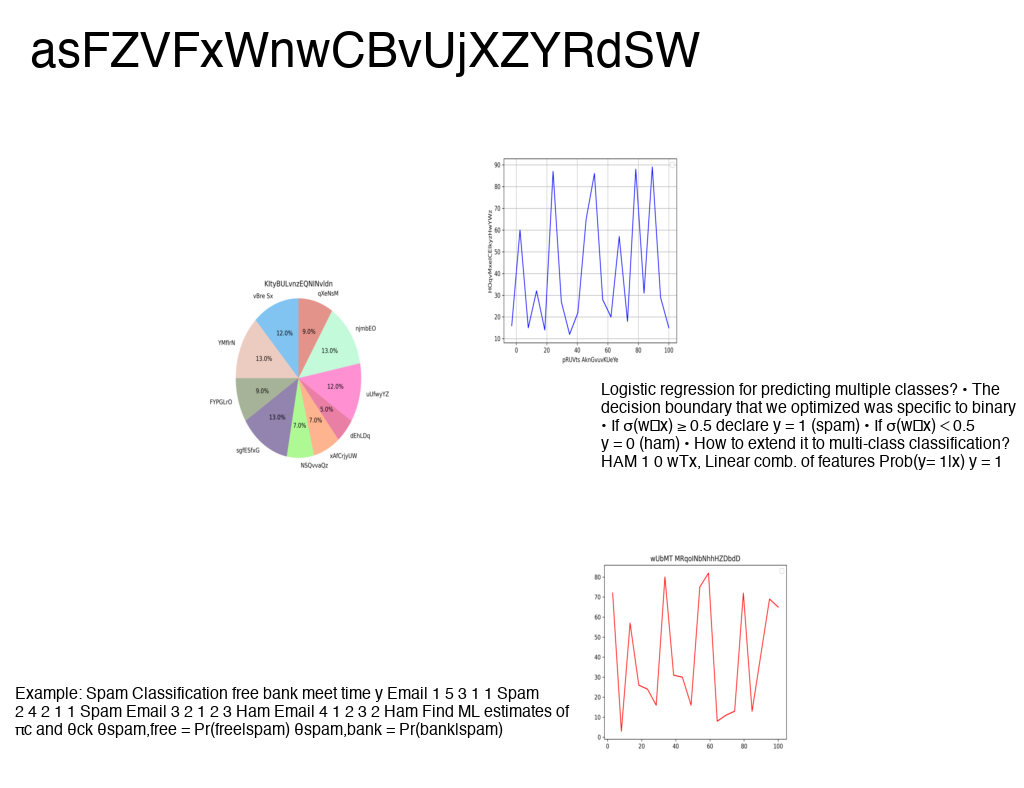 asFZVFxWnwCBvUjXZYRdSW
90
80
70
60
50
40
30
20
10
0 20 40 60 80 100
pRUVts AknGvuvKUeYe
KltyBULvnzEQNINvldn
vBre Sx
qXeNsM
njmbEO
YMfIrN
uUfwyYZ
FYPGLrO
dEhLDq
sgfESfxG
xAfCrjyUW
NSQvvaQz
12.0%
9.0%
13.0%
13.0%
12.0%
9.0%
5.0%
13.0%
7.0%
7.0%
Logistic regression for predicting multiple classes? • The
decision boundary that we optimized was specific to binary
• If σ(w□x) ≥ 0.5 declare y = 1 (spam) • If σ(w□x) < 0.5
y = 0 (ham) • How to extend it to multi-class classification?
HAM 1 0 wTx, Linear comb. of features Prob(y= 1|x) y = 1
wUbMT MRqoINbNhhHZDbdD
80
70
60
50
40
30
20
10
0
0 20 40 60 80 100
Example: Spam Classification free bank meet time y Email 1 5 3 1 1 Spam
2 4 2 1 1 Spam Email 3 2 1 2 3 Ham Email 4 1 2 3 2 Ham Find ML estimates of
πc and θck θspam,free = Pr(free|spam) θspam,bank = Pr(bank|spam)